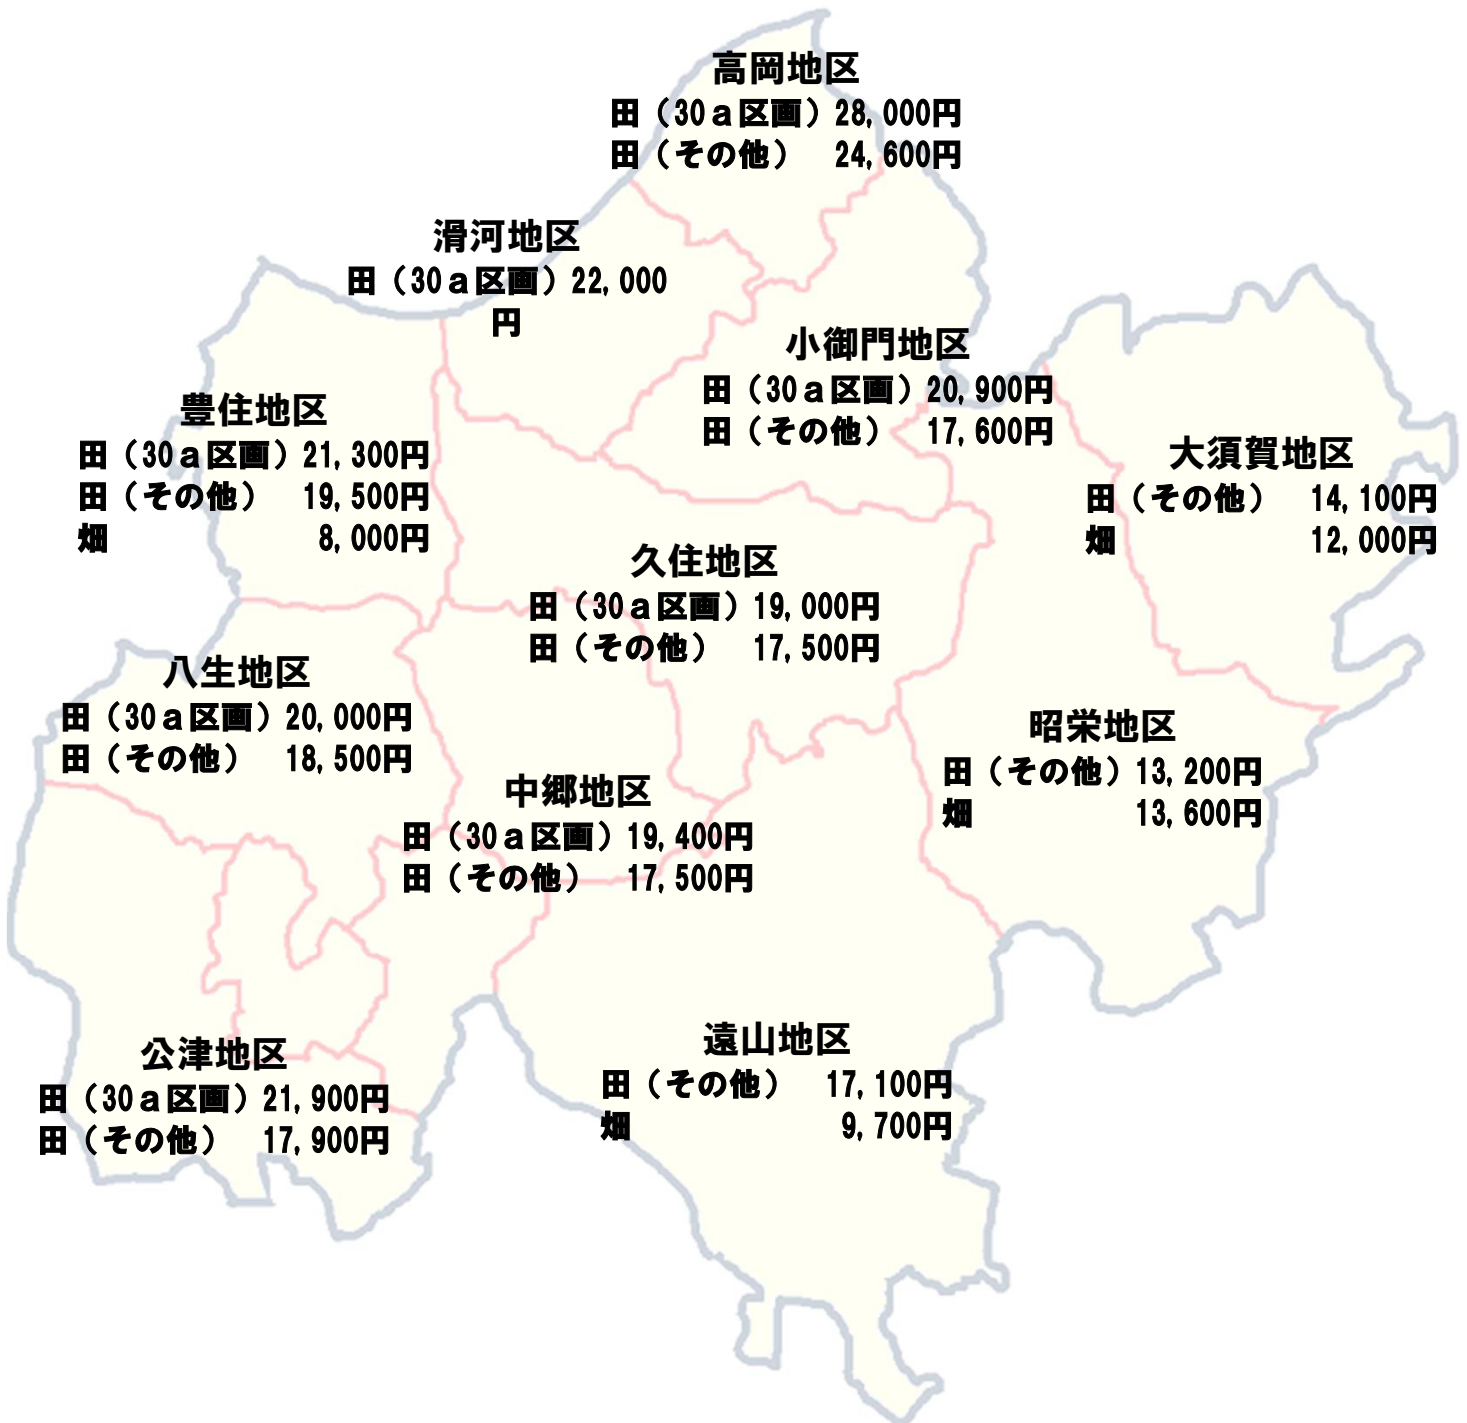 高岡地区
田（30ａ区画）28,000円
田（その他）　24,600円
滑河地区
田（30ａ区画）22,000
円
小御門地区
田（30ａ区画）20,900円
田（その他）　17,600円
豊住地区
田（30ａ区画）21,300円
田（その他）　19,500円
畑　8,000円
大須賀地区
田（その他）　14,100円
畑　12,000円
久住地区
田（30ａ区画）19,000円
田（その他）　17,500円
八生地区
田（30ａ区画）20,000円
田（その他）　18,500円
昭栄地区
田（その他）13,200円
畑　13,600円
中郷地区
田（30ａ区画）19,400円
田（その他）　17,500円
公津地区
田（30ａ区画）21,900円
田（その他）　17,900円
遠山地区
田（その他）　17,100円
畑　9,700円